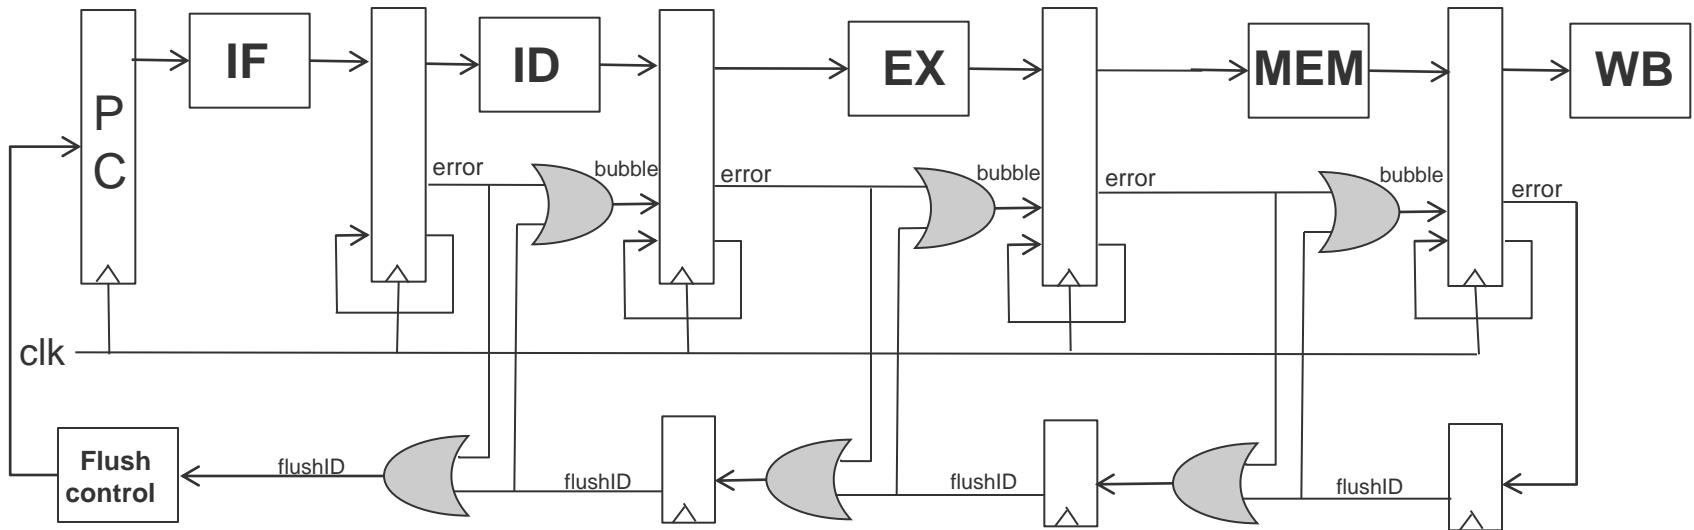 IF
ID
EX
MEM
WB
P
C
error
bubble
error
bubble
error
bubble
error
clk
Flush
control
flushID
flushID
flushID
flushID